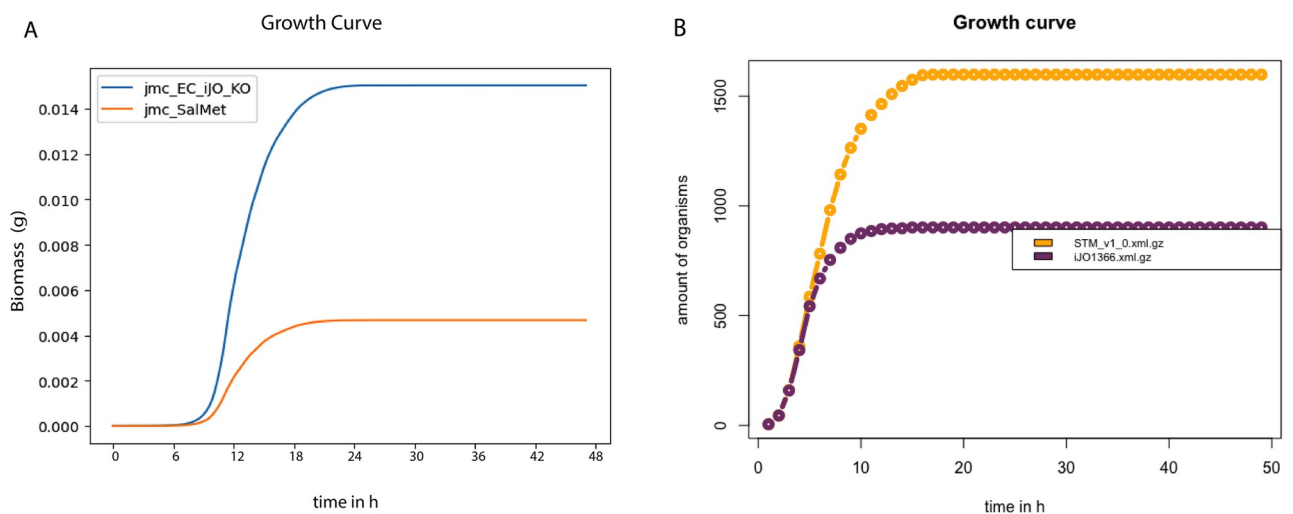 A
Growth Curve
jmc_EC_iJO_KO
jmc_SalMet
0.014
0.012
0.010
0.008
0.006
0.004
0.002
0.000
Biomass (g)
0 6 12 18 24 30 36 42 48
time in h
B
Growth curve
1500
1000
500
0
amount of organisms
STM_v1_0.xml.gz
iJO1366.xml.gz
0 10 20 30 40 50
time in h